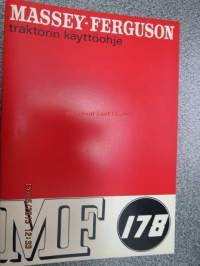 MASSEY-FERGUSON
traktorin käyttöohje
MF 178